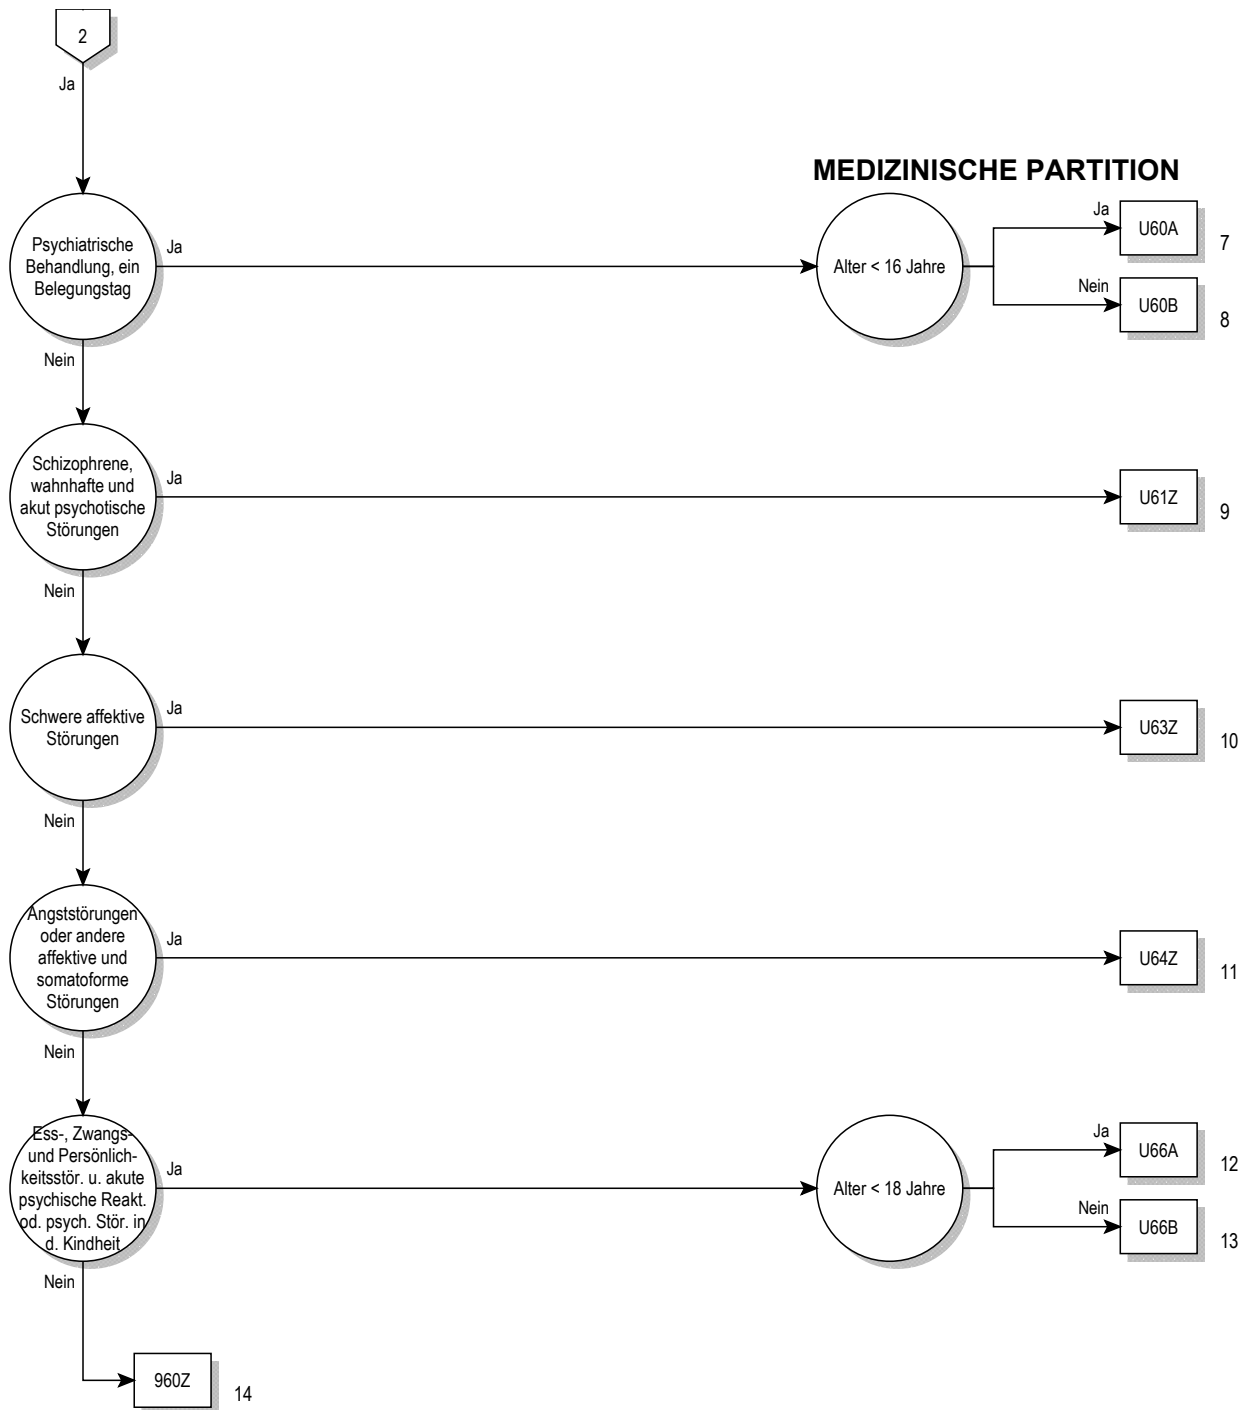 2
Ja
MEDIZINISCHE PARTITION
Psychiatrische
Behandlung, ein
Belegungstag
Ja
Alter < 16 Jahre
Ja
U60A
7
Nein
U60B
8
Nein
Schizophrene,
wahnhafte und
akut psychotische
Störungen
Ja
U61Z
9
Nein
Schwere affektive
Störungen
Ja
U63Z
10
Nein
Angststörungen
oder andere
affektive und
somatoforme
Störungen
Ja
U64Z
11
Nein
Ess-, Zwangs-
und Persönlich-
keitsstör. u. akute
psychische Reakt.
od. psych. Stör. in
d. Kindheit
Ja
Alter < 18 Jahre
Ja
U66A
12
Nein
U66B
13
Nein
960Z
14